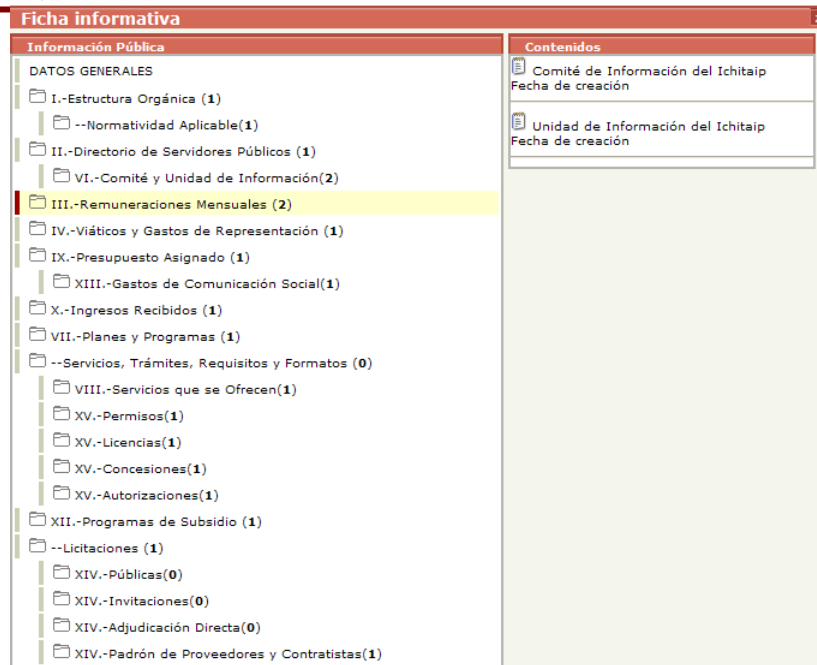 Ficha informativa
Información Pública
DATOS GENERALES
I.-Estructura Orgánica (1)
--Normatividad Aplicable(1)
II.-Directorio de Servidores Públicos (1)
VI.-Comité y Unidad de Información(2)
III.-Remuneraciones Mensuales (2)
IV.-Viáticos y Gastos de Representación (1)
IX.-Presupuesto Asignado (1)
XIII.-Gastos de Comunicación Social(1)
X.-Ingresos Recibidos (1)
VII.-Planes y Programas (1)
--Servicios, Trámites, Requisitos y Formatos (0)
VIII.-Servicios que se Ofrecen(1)
XV.-Permisos(1)
XV.-Licencias(1)
XV.-Concesiones(1)
XV.-Autorizaciones(1)
XII.-Programas de Subsidio (1)
--Licitaciones (1)
XIV.-Públicas(0)
XIV.-Invitaciones(0)
XIV.-Adjudicación Directa(0)
XIV.-Padrón de Proveedores y Contratistas(1)
Contenidos
Comité de Información del Ichitaip
Fecha de creación
Unidad de Información del Ichitaip
Fecha de creación